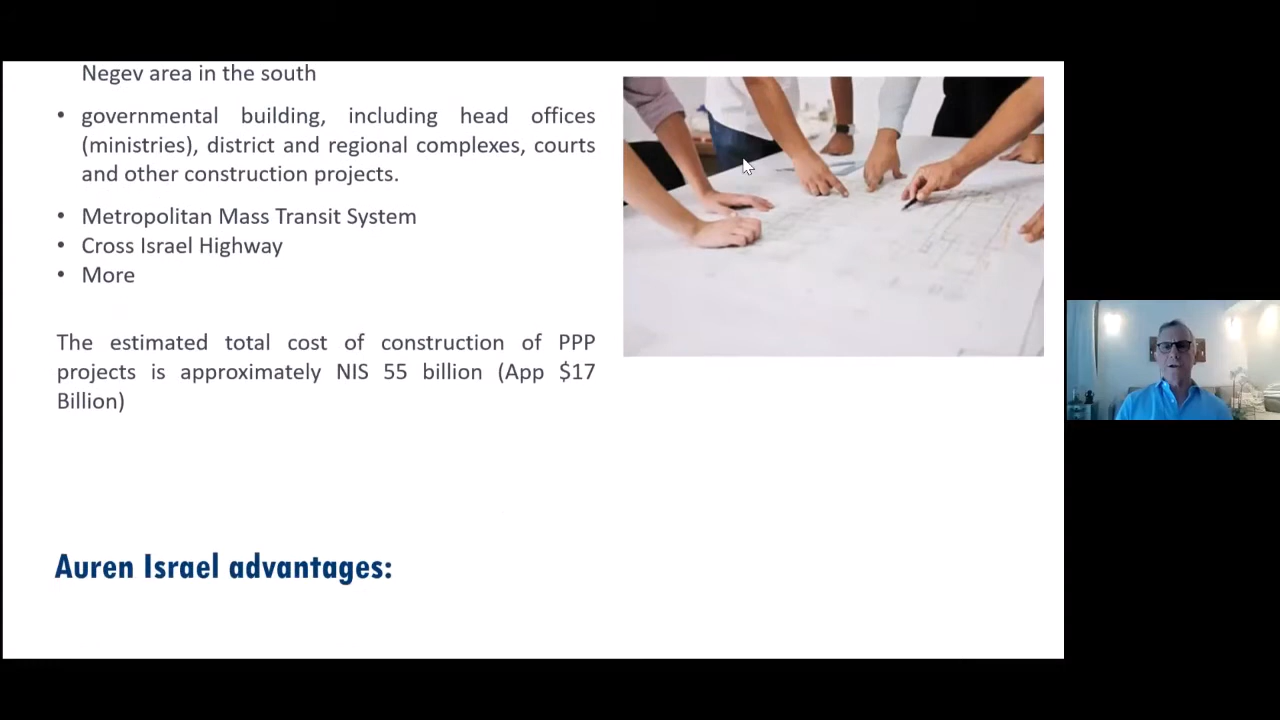 Negev area in the south
• governmental building, including head offices
(ministries), district and regional complexes, courts
and other construction projects.
• Metropolitan Mass Transit System
• Cross Israel Highway
• More
The estimated total cost of construction of PPP
projects is approximately NIS 55 billion (App $17
Billion)
Auren Israel advantages: